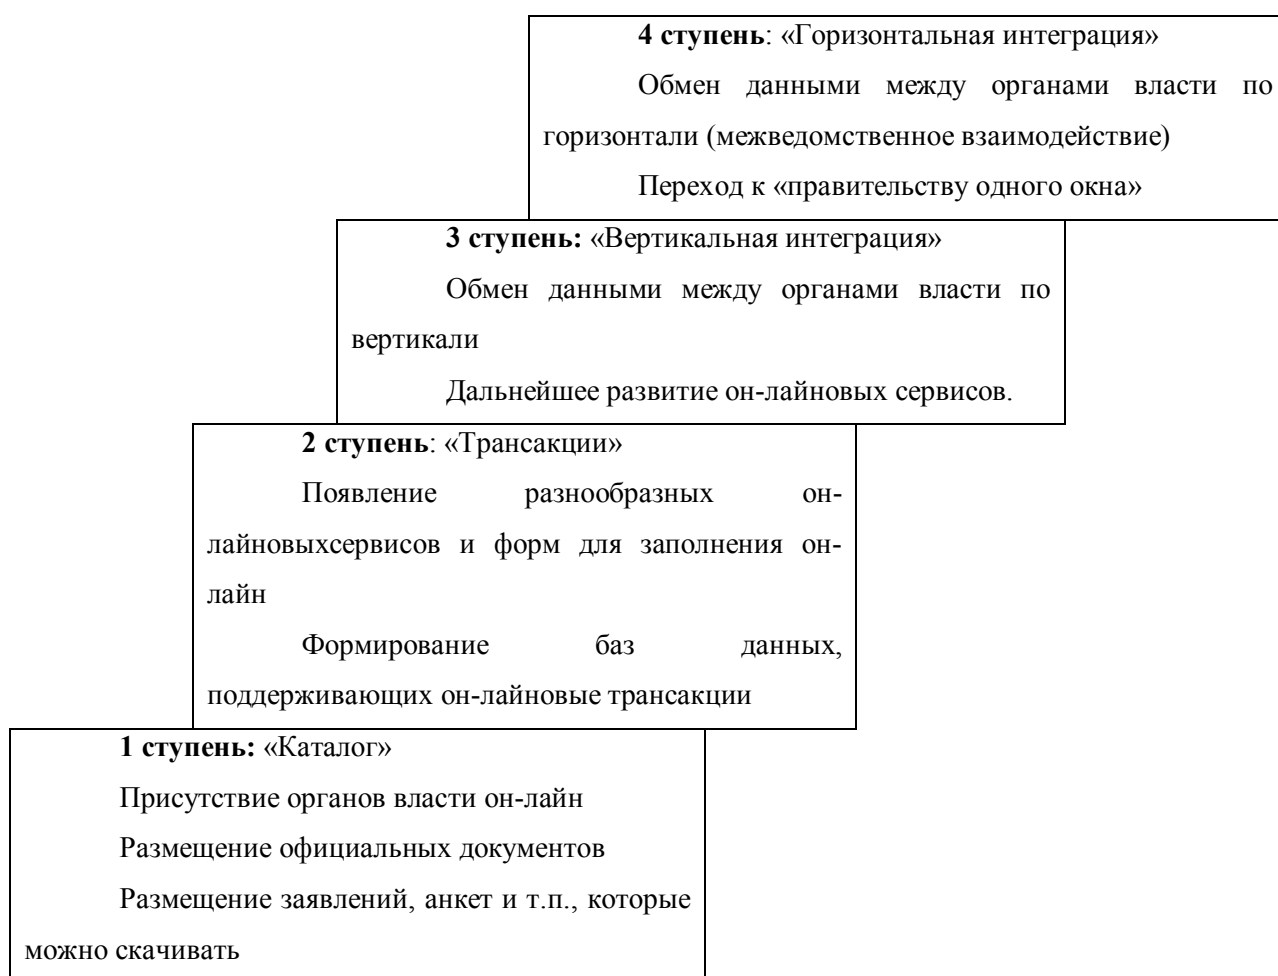 4 ступень: «Горизонтальная интеграция»
Обмен данными между органами власти по
горизонтали (межведомственное взаимодействие)
Переход к «правительству одного окна»
3 ступень: «Вертикальная интеграция»
Обмен данными между органами власти по
вертикали
Дальнейшее развитие он-лайновых сервисов.
2 ступень: «Трансакции»
Появление разнообразных он-
лайновыхсервисов и форм для заполнения он-
лайн
Формирование баз данных,
поддерживающих он-лайновые трансакции
1 ступень: «Каталог»
Присутствие органов власти он-лайн
Размещение официальных документов
Размещение заявлений, анкет и т.п., которые
можно скачивать